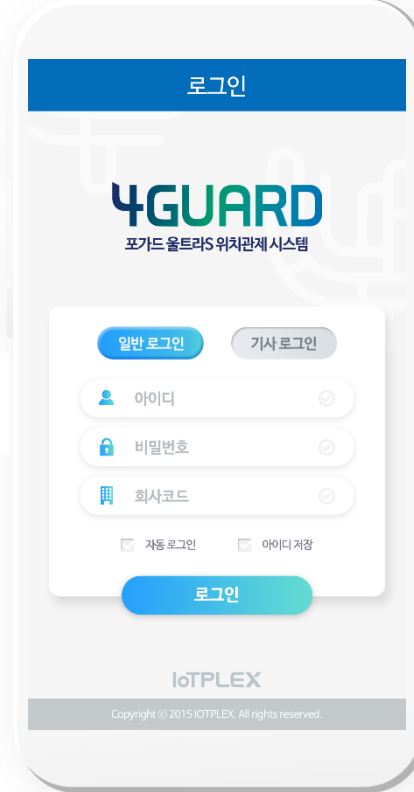 로그인
4GUARD
포가드 울트라S 위치관제 시스템
일반 로그인 기사 로그인
아이디
비밀번호
회사코드
자동 로그인 아이디 저장
로그인
IoTPLEX
Copyright © 2015 IOTPLEX. All rights reserved.